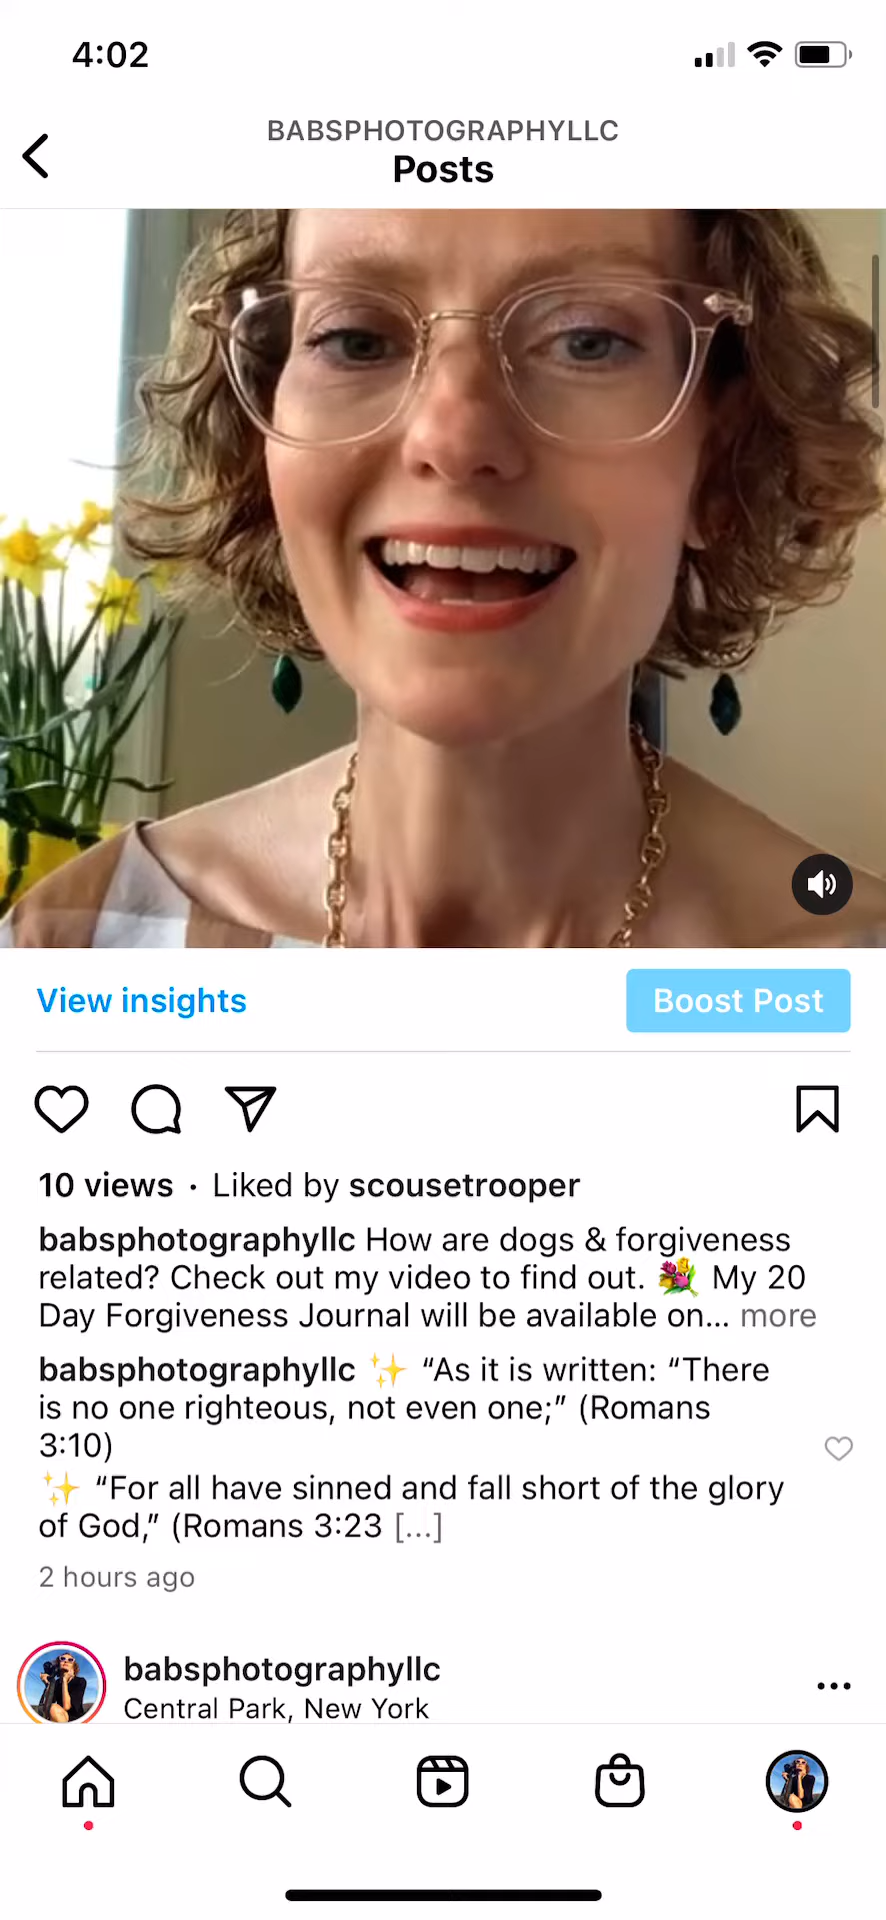 4:02
BABSPHOTOGRAPHYLLC
Posts
View insights
Boost Post
10 views · Liked by scousetrooper
babsphotographyllc How are dogs & forgiveness
related? Check out my video to find out. 💐 My 20
Day Forgiveness Journal will be available on... more
babsphotographyllc ✨ “As it is written: “There
is no one righteous, not even one;” (Romans
3:10)
✨ “For all have sinned and fall short of the glory
of God,” (Romans 3:23 [...]
2 hours ago
babsphotographyllc
Central Park, New York